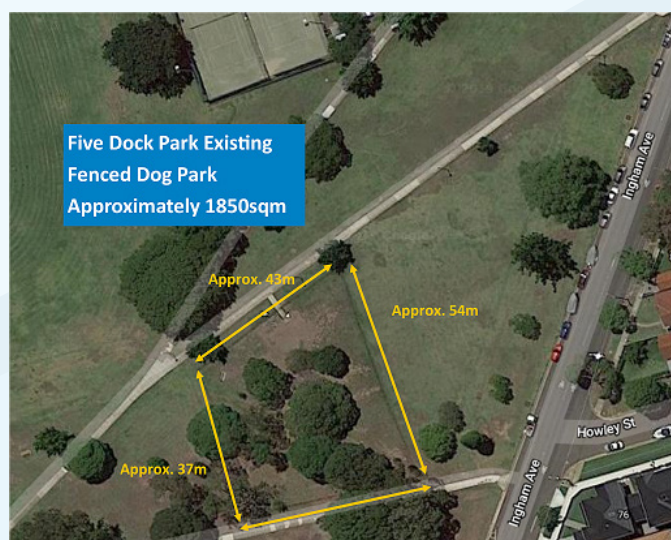 Five Dock Park Existing
Fenced Dog Park
Approximately 1850sqm
Ingham Ave
Approx. 43m
Approx. 54m
Howley St
Approx. 37m
Ingham Ave
76